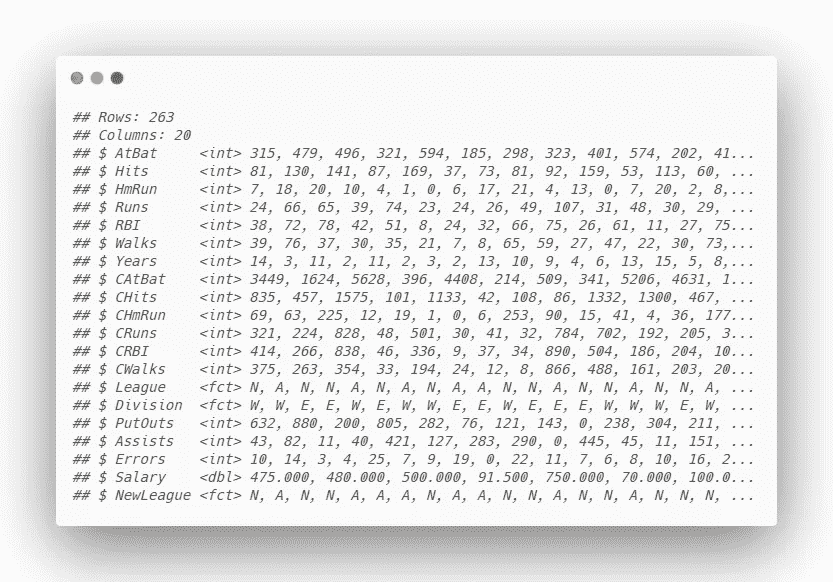 ## Rows: 263
## Columns: 20
## $ AtBat     <int> 315, 479, 496, 321, 594, 185, 298, 323, 401, 574, 202, 41...
## $ Hits      <int> 81, 130, 141, 87, 169, 37, 73, 81, 92, 159, 53, 113, 60, ...
## $ HmRun     <int> 7, 18, 20, 10, 4, 1, 0, 6, 17, 21, 4, 13, 0, 7, 20, 2, 8,...
## $ Runs      <int> 24, 66, 65, 39, 74, 23, 24, 26, 49, 107, 31, 48, 30, 29, ...
## $ RBI       <int> 38, 72, 78, 42, 51, 8, 24, 32, 66, 75, 26, 61, 11, 27, 75...
## $ Walks     <int> 39, 76, 37, 30, 35, 21, 7, 8, 65, 59, 27, 47, 22, 30, 73,...
## $ Years     <int> 14, 3, 11, 2, 11, 2, 3, 2, 13, 10, 9, 4, 6, 13, 15, 5, 8,...
## $ CAtBat    <int> 3449, 1624, 5628, 396, 4408, 214, 509, 341, 5206, 4631, 1...
## $ CHits     <int> 835, 457, 1575, 101, 1133, 42, 108, 86, 1332, 1300, 467, ...
## $ CHmRun    <int> 69, 63, 225, 12, 19, 1, 0, 6, 253, 90, 15, 41, 4, 36, 177...
## $ CRuns     <int> 321, 224, 828, 48, 501, 30, 41, 32, 784, 702, 192, 205, 3...
## $ CRBI      <int> 414, 266, 838, 46, 336, 9, 37, 34, 890, 504, 186, 204, 10...
## $ CWalks    <int> 375, 263, 354, 33, 194, 24, 12, 8, 866, 488, 161, 203, 20...
## $ League    <fct> N, A, N, N, A, N, A, N, A, A, N, N, A, N, N, A, N, N, A, ...
## $ Division  <fct> W, W, E, E, W, E, W, W, E, E, W, E, E, E, W, W, W, E, W, ...
## $ PutOuts   <int> 632, 880, 200, 805, 282, 76, 121, 143, 0, 238, 304, 211, ...
## $ Assists   <int> 43, 82, 11, 40, 421, 127, 283, 290, 0, 445, 45, 11, 151, ...
## $ Errors    <int> 10, 14, 3, 4, 25, 7, 9, 19, 0, 22, 11, 7, 6, 8, 10, 16, 2...
## $ Salary    <dbl> 475.000, 480.000, 500.000, 91.500, 750.000, 70.000, 100.0...
## $ NewLeague <fct> N, A, N, N, A, A, A, N, A, A, N, N, A, N, N, A, N, N, N, ...